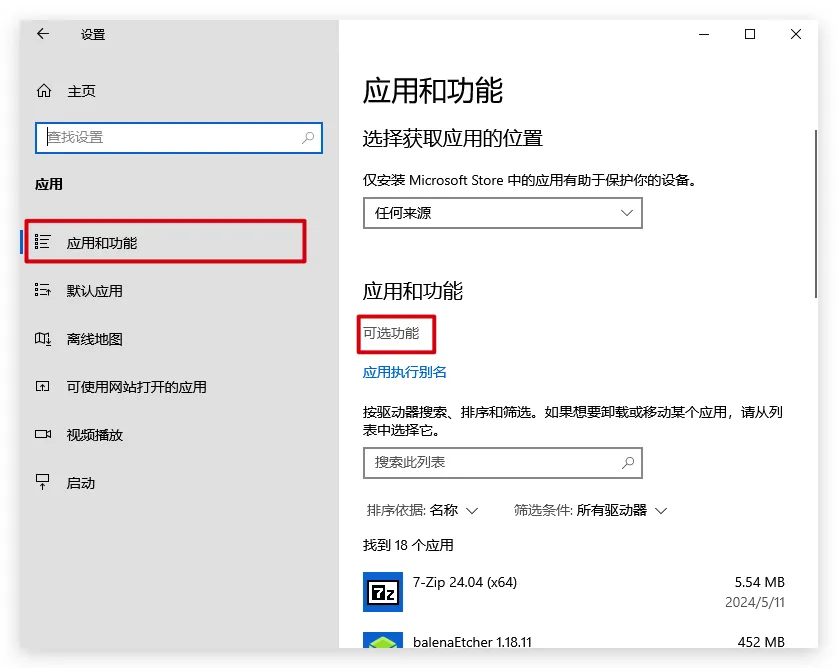 设置
主页
查找设置
应用
应用和功能
默认应用
离线地图
可使用网站打开的应用
视频播放
启动
应用和功能
选择获取应用的位置
仅安装 Microsoft Store 中的应用有助于保护你的设备。
任何来源
应用和功能
可选功能
应用执行别名
按驱动器搜索、排序和筛选。如果想要卸载或移动某个应用，请从列
表中选择它。
搜索此列表
排序依据: 名称 筛选条件: 所有驱动器
找到 18 个应用
7z
7-Zip 24.04 (x64) 5.54 MB
2024/5/11
balenaEtcher 1.18.11 452 MB